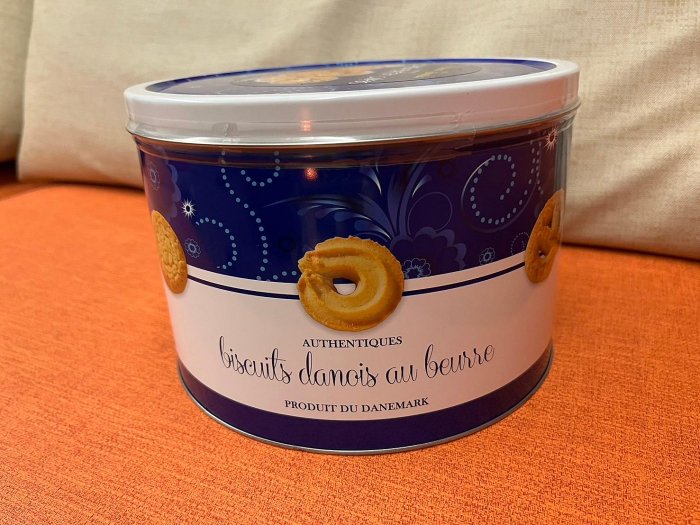 AUTHENTIQUES
biscuits danois au beurre
PRODUIT DU DANEMARK